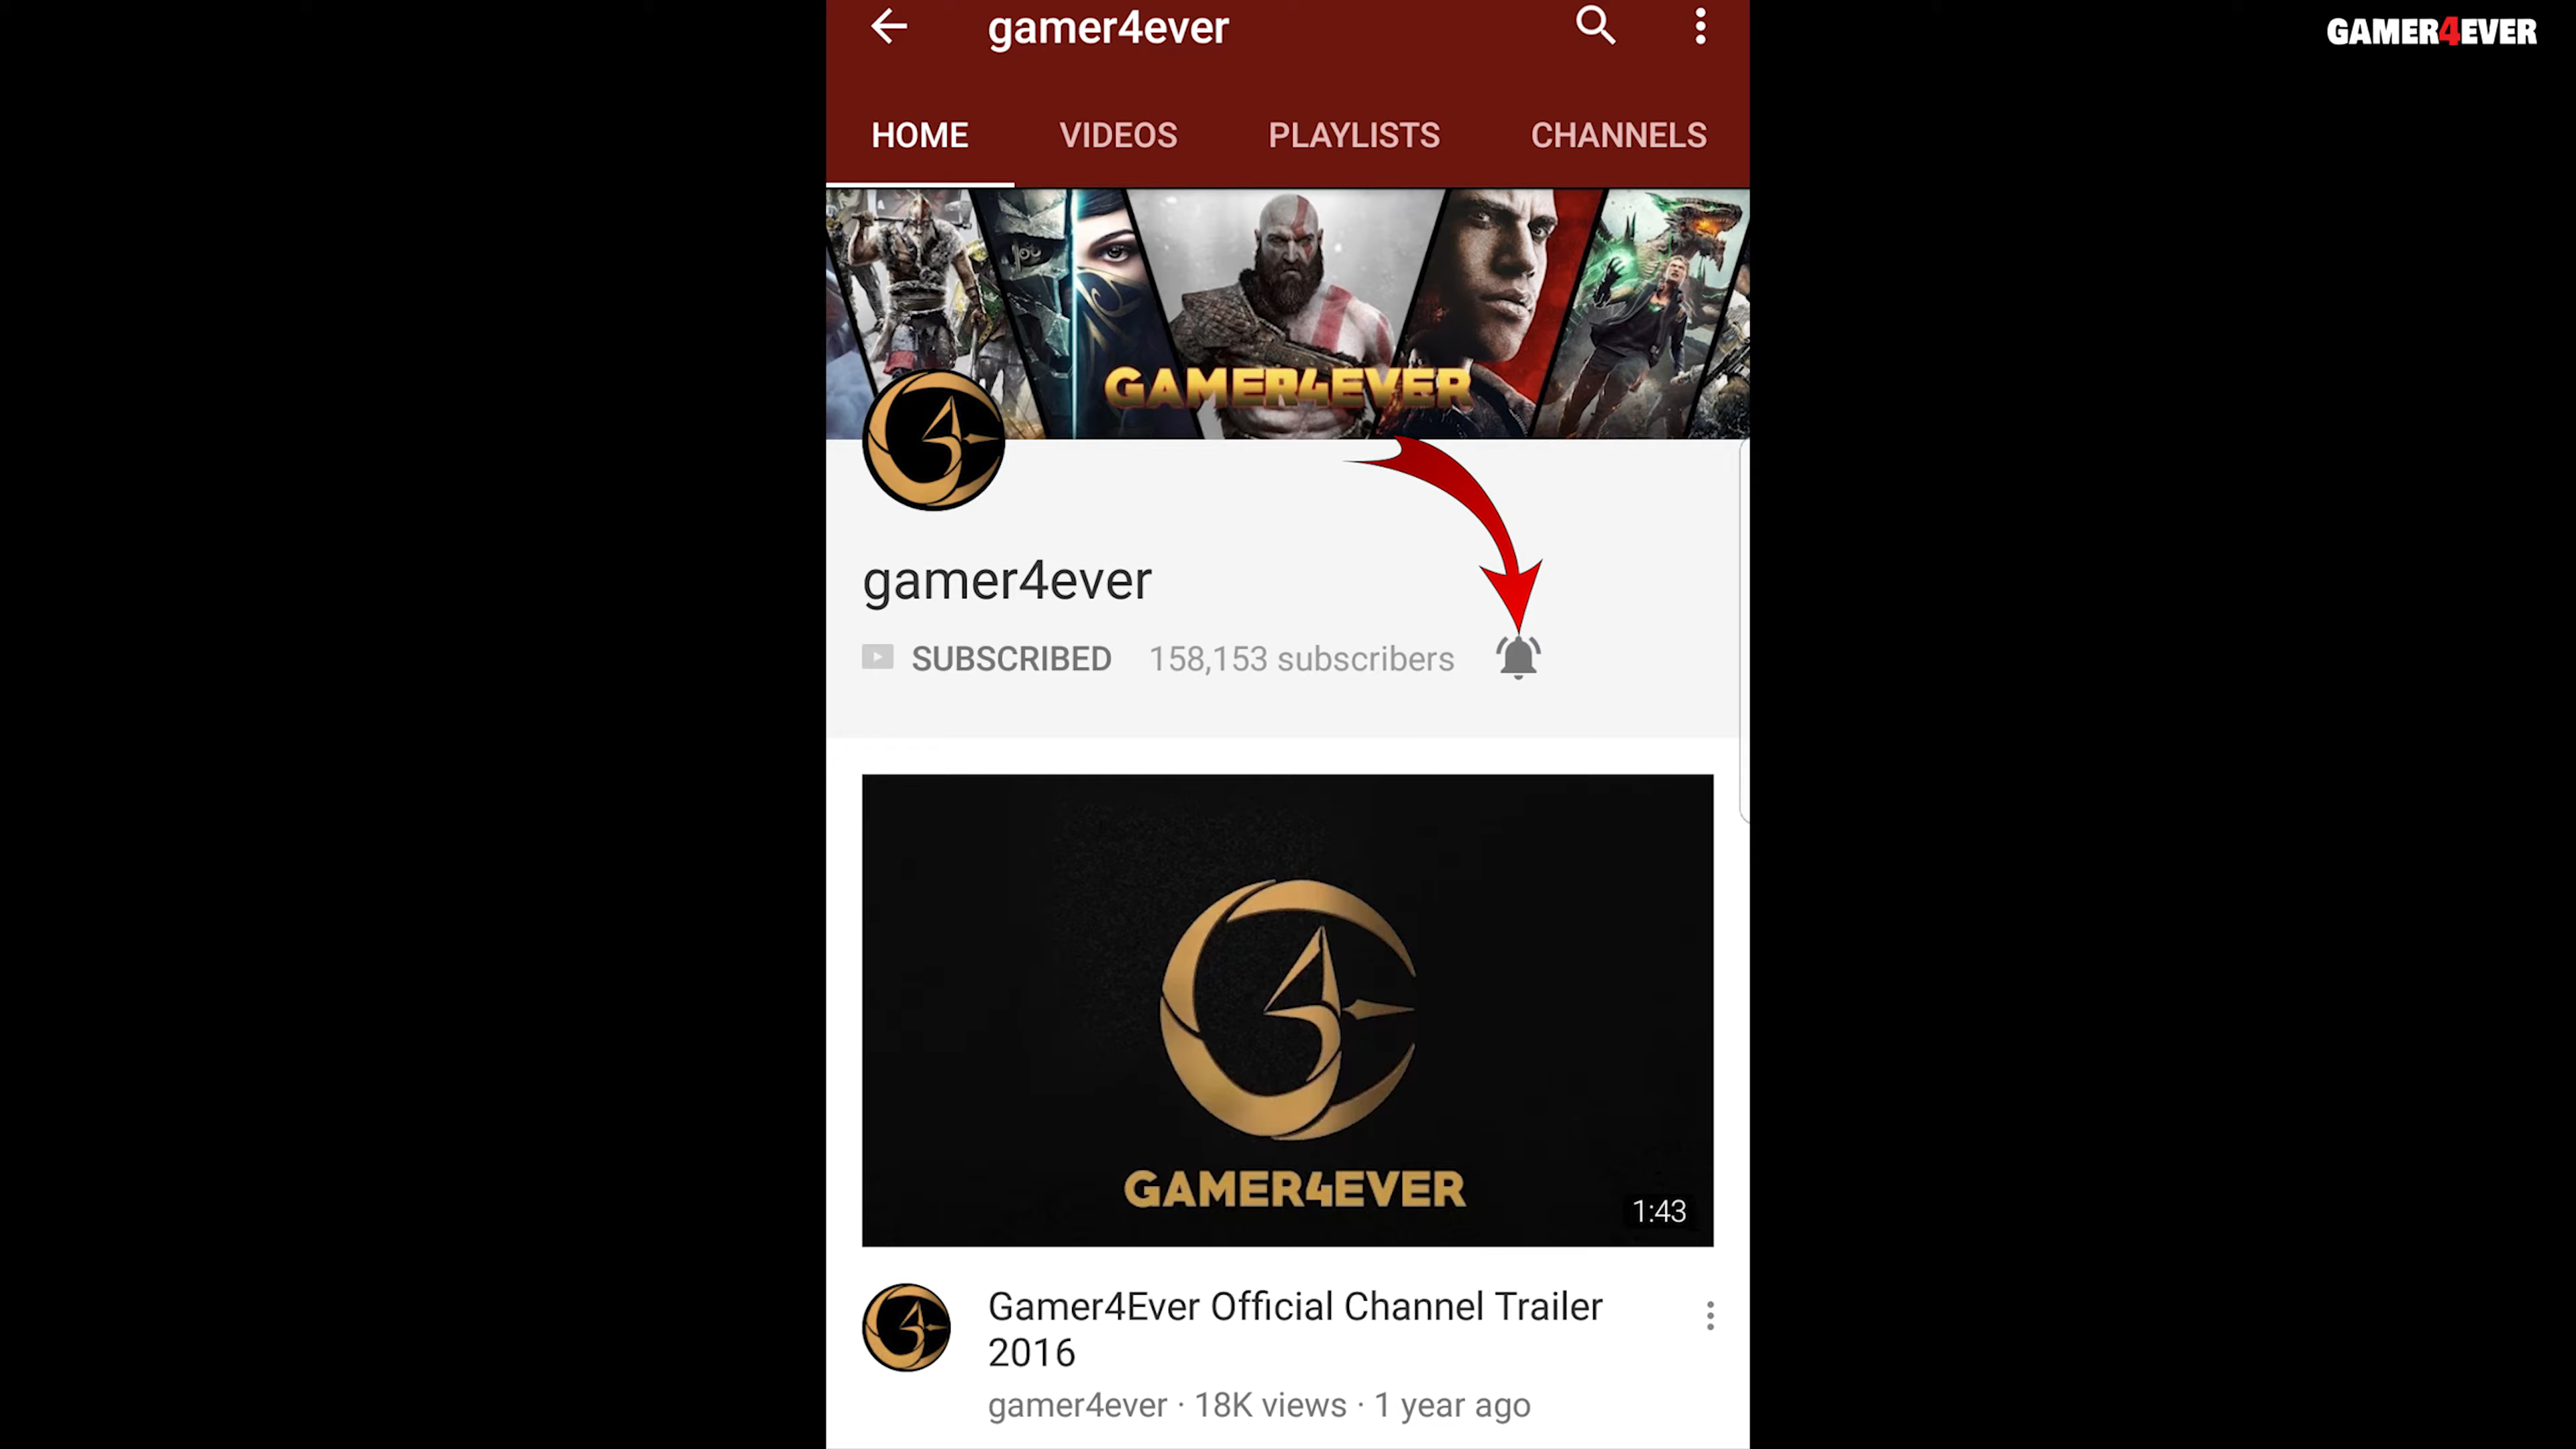 gamer4ever
GAMER4EVER
HOME VIDEOS PLAYLISTS CHANNELS
GAMER4EVER
gamer4ever
SUBSCRIBED 158,153 subscribers
GAMER4EVER
1:43
Gamer4Ever Official Channel Trailer
2016
gamer4ever · 18K views · 1 year ago